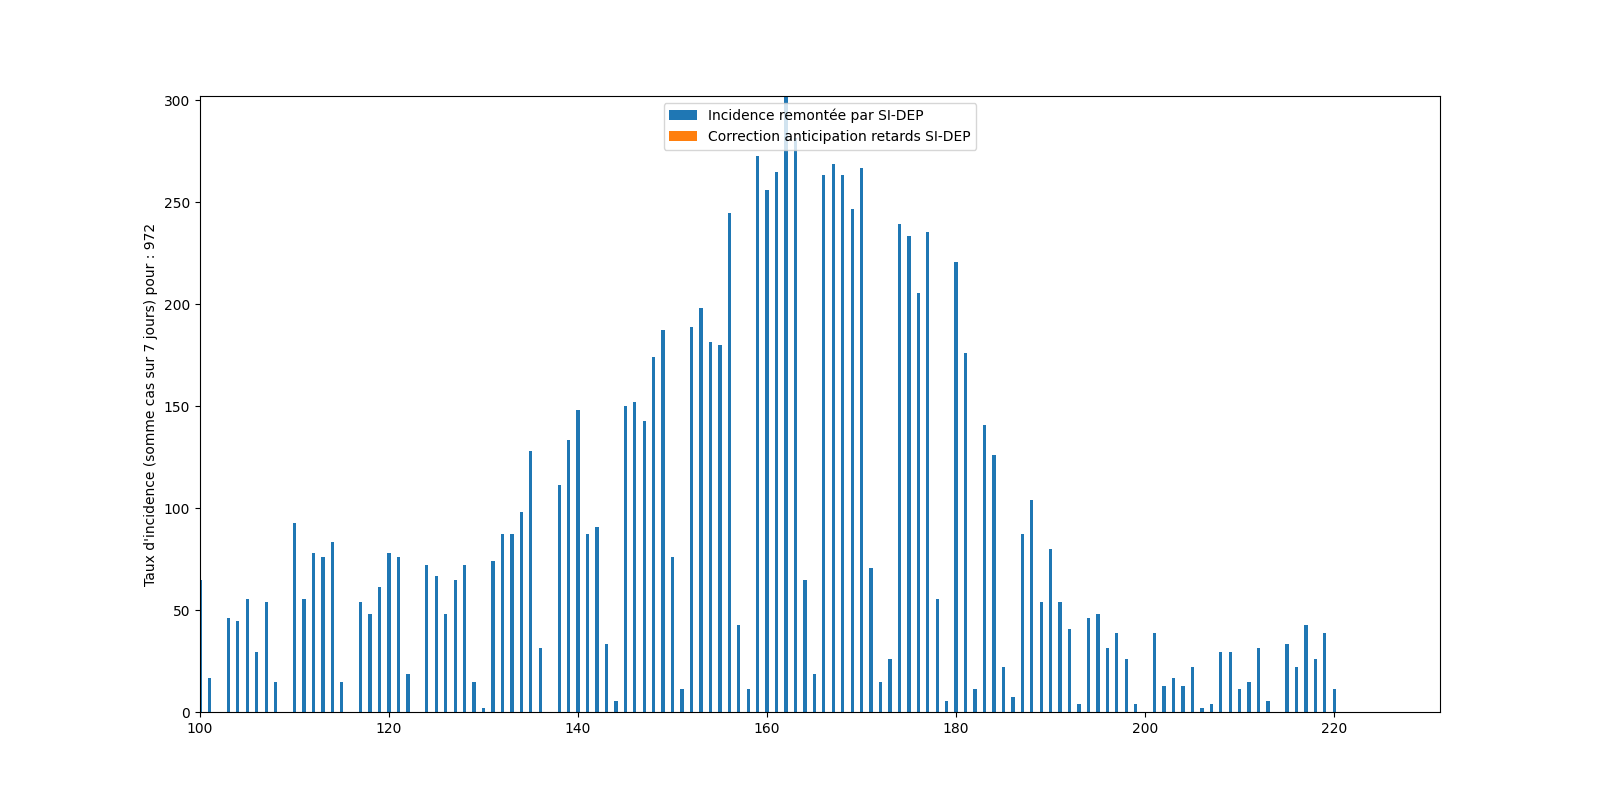 Incidence remontée par SI-DEP
Correction anticipation retards SI-DEP
Taux d'incidence (somme cas sur 7 jours) pour : 972
300
250
200
150
100
50
0
100 120 140 160 180 200 220